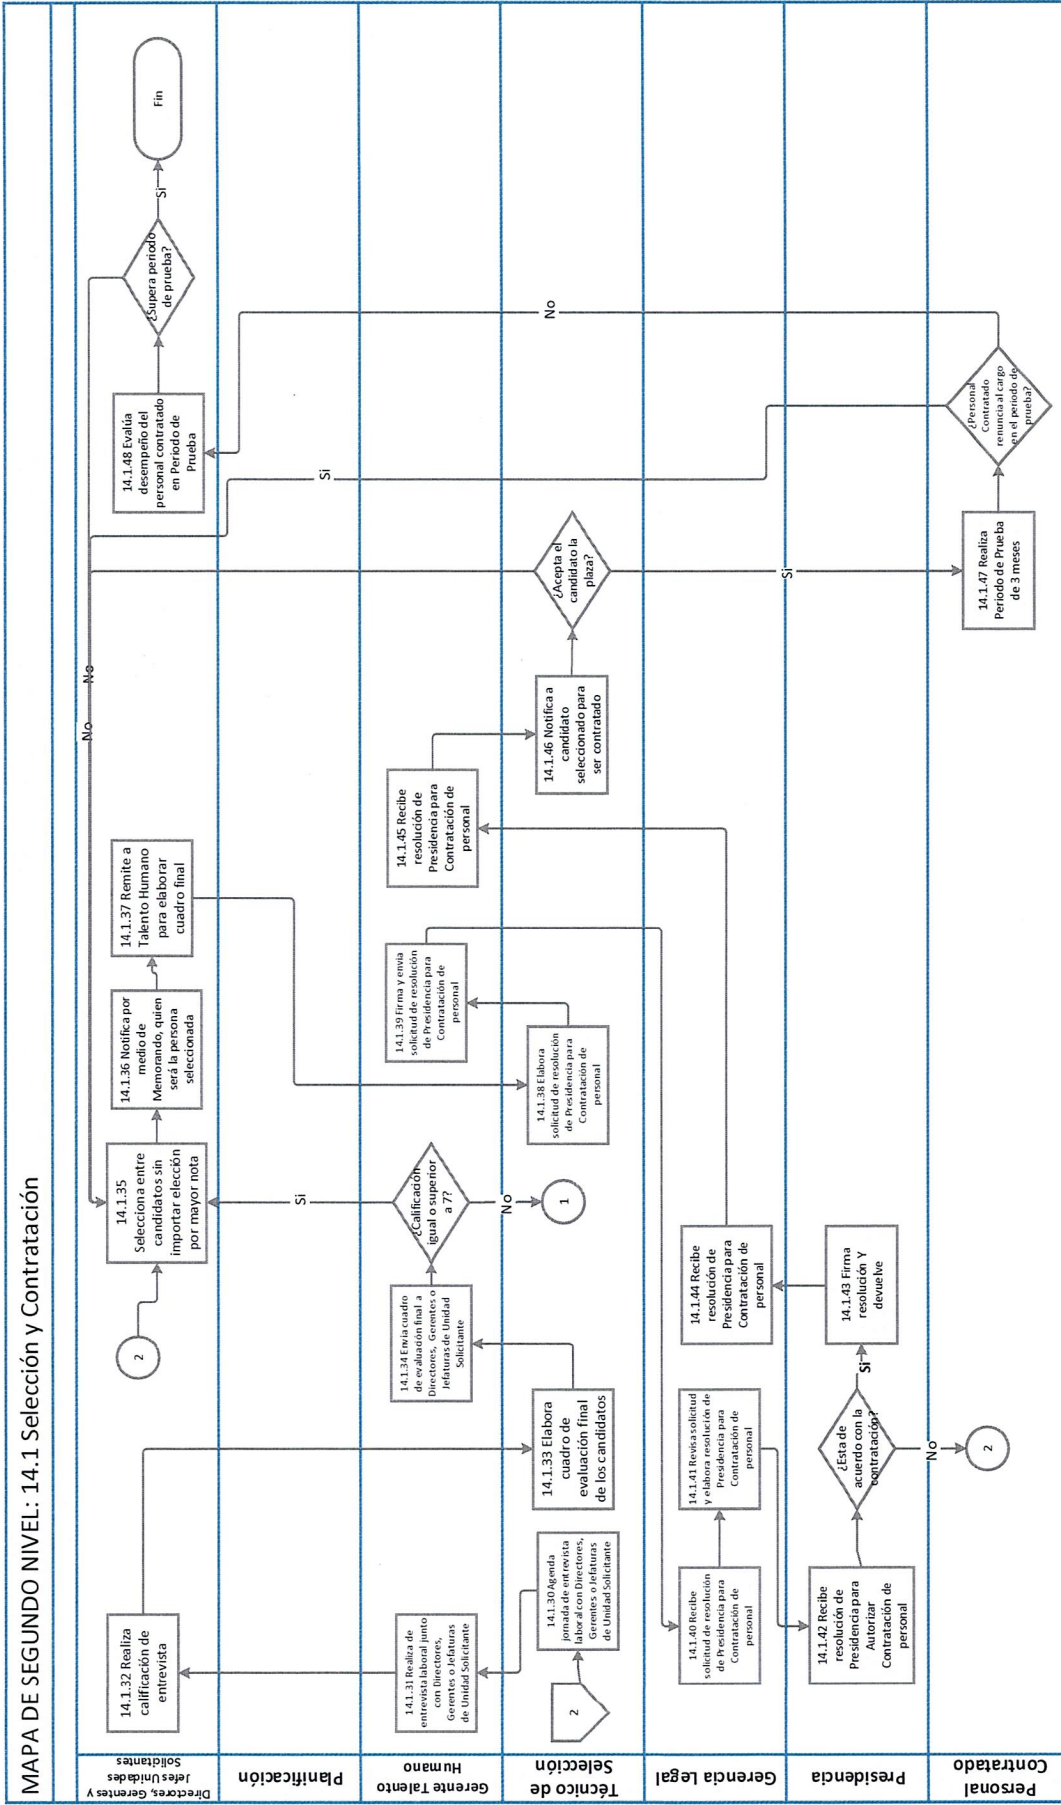 MAPA DE SEGUNDO NIVEL: 14.1 Selección y Contratación
Directores, Gerentes y
Jefes Unidades
Solicitantes
14.1.32 Realiza
calificación de
entrevista
2
14.1.35
Selecciona entre
candidatos sin
importar elección
por mayor nota
14.1.36 Notifica por
medio de
Memorando, quien
será la persona
seleccionada
14.1.37 Remite a
Talento Humano
para elaborar
cuadro final
No
No
14.1.48 Evalúa
desempeño del
personal contratado
en Periodo de
Prueba
¿Supera periodo
de prueba?
Si
Fin
Planificación
Si
Si
Gerente Talento
Humano
14.1.31 Realiza de
entrevista laboral junto
con Directores,
Gerentes o Jefaturas
de Unidad Solicitante
14.1.34 Envia cuadro
de evaluación final a
Directores, Gerentes o
Jefaturas de Unidad
Solicitante
¿Calificación
igual o superior
a 7?
14.1.39 Firma y envia
solicitud de resolución
de Presidencia para
Contratación de
personal
14.1.45 Recibe
resolución de
Presidencia para
Contratación de
personal
Técnico de
Selección
2
14.1.30 Agenda
jornada de entrevista
laboral con Directores,
Gerentes o Jefaturas
de Unidad Solicitante
14.1.33 Elabora
cuadro de
evaluación final
de los candidatos
No
1
14.1.38 Elabora
solicitud de resolución
de Presidencia para
Contratación de
personal
14.1.46 Notifica a
candidato
seleccionado para
ser contratado
¿Acepta el
candidato la
plaza?
No
Gerencia Legal
14.1.40 Recibe
solicitud de resolución
de Presidencia para
Contratación de
personal
14.1.41 Revisa solicitud
y elabora resolución de
Presidencia para
Contratación de
personal
14.1.44 Recibe
resolución de
Presidencia para
Contratación de
personal
Presidencia
14.1.42 Recibe
resolución de
Presidencia para
Autorizar
Contratación de
personal
¿Esta de
acuerdo con la
contratación?
Si
14.1.43 Firma
resolución Y
devuelve
Si
Personal
Contratado
No
2
14.1.47 Realiza
Periodo de Prueba
de 3 meses
¿Personal
Contratado
renuncia al cargo
en el periodo de
prueba?